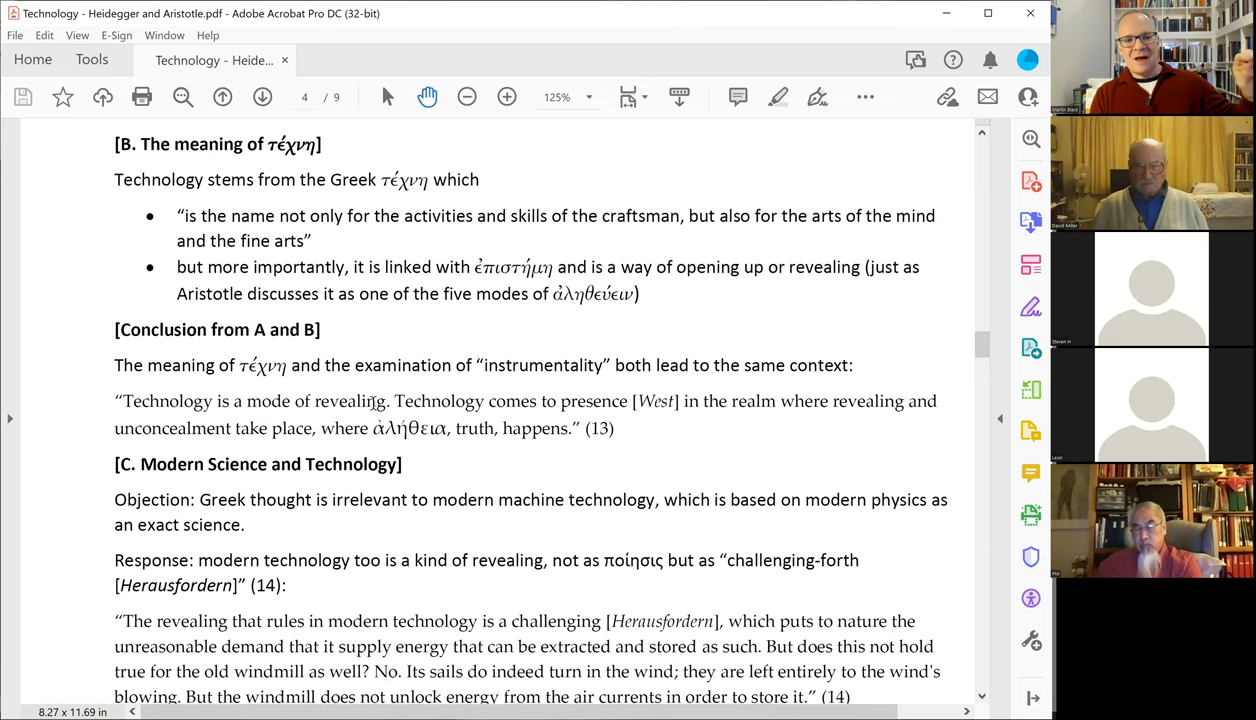 Technology - Heidegger and Aristotle.pdf - Adobe Acrobat Pro DC (32-bit)
File Edit View E-Sign Window Help
Home Tools Technology - Heide... ×
4 / 9 125%
[B. The meaning of τέχνη]
Technology stems from the Greek τέχνη which
• “is the name not only for the activities and skills of the craftsman, but also for the arts of the mind
and the fine arts”
• but more importantly, it is linked with ἐπιστήμη and is a way of opening up or revealing (just as
Aristotle discusses it as one of the five modes of ἀληθεύειν)
[Conclusion from A and B]
The meaning of τέχνη and the examination of “instrumentality” both lead to the same context:
“Technology is a mode of revealing. Technology comes to presence [West] in the realm where revealing and
unconcealment take place, where ἀλήθεια, truth, happens.” (13)
[C. Modern Science and Technology]
Objection: Greek thought is irrelevant to modern machine technology, which is based on modern physics as
an exact science.
Response: modern technology too is a kind of revealing, not as ποίησις but as “challenging-forth
[Herausfordern]” (14):
“The revealing that rules in modern technology is a challenging [Herausfordern], which puts to nature the
unreasonable demand that it supply energy that can be extracted and stored as such. But does this not hold
true for the old windmill as well? No. Its sails do indeed turn in the wind; they are left entirely to the wind's
blowing. But the windmill does not unlock energy from the air currents in order to store it.” (14)
8.27 x 11.69 in
Martin Black
David Miller
Steven H
Leon
Phil